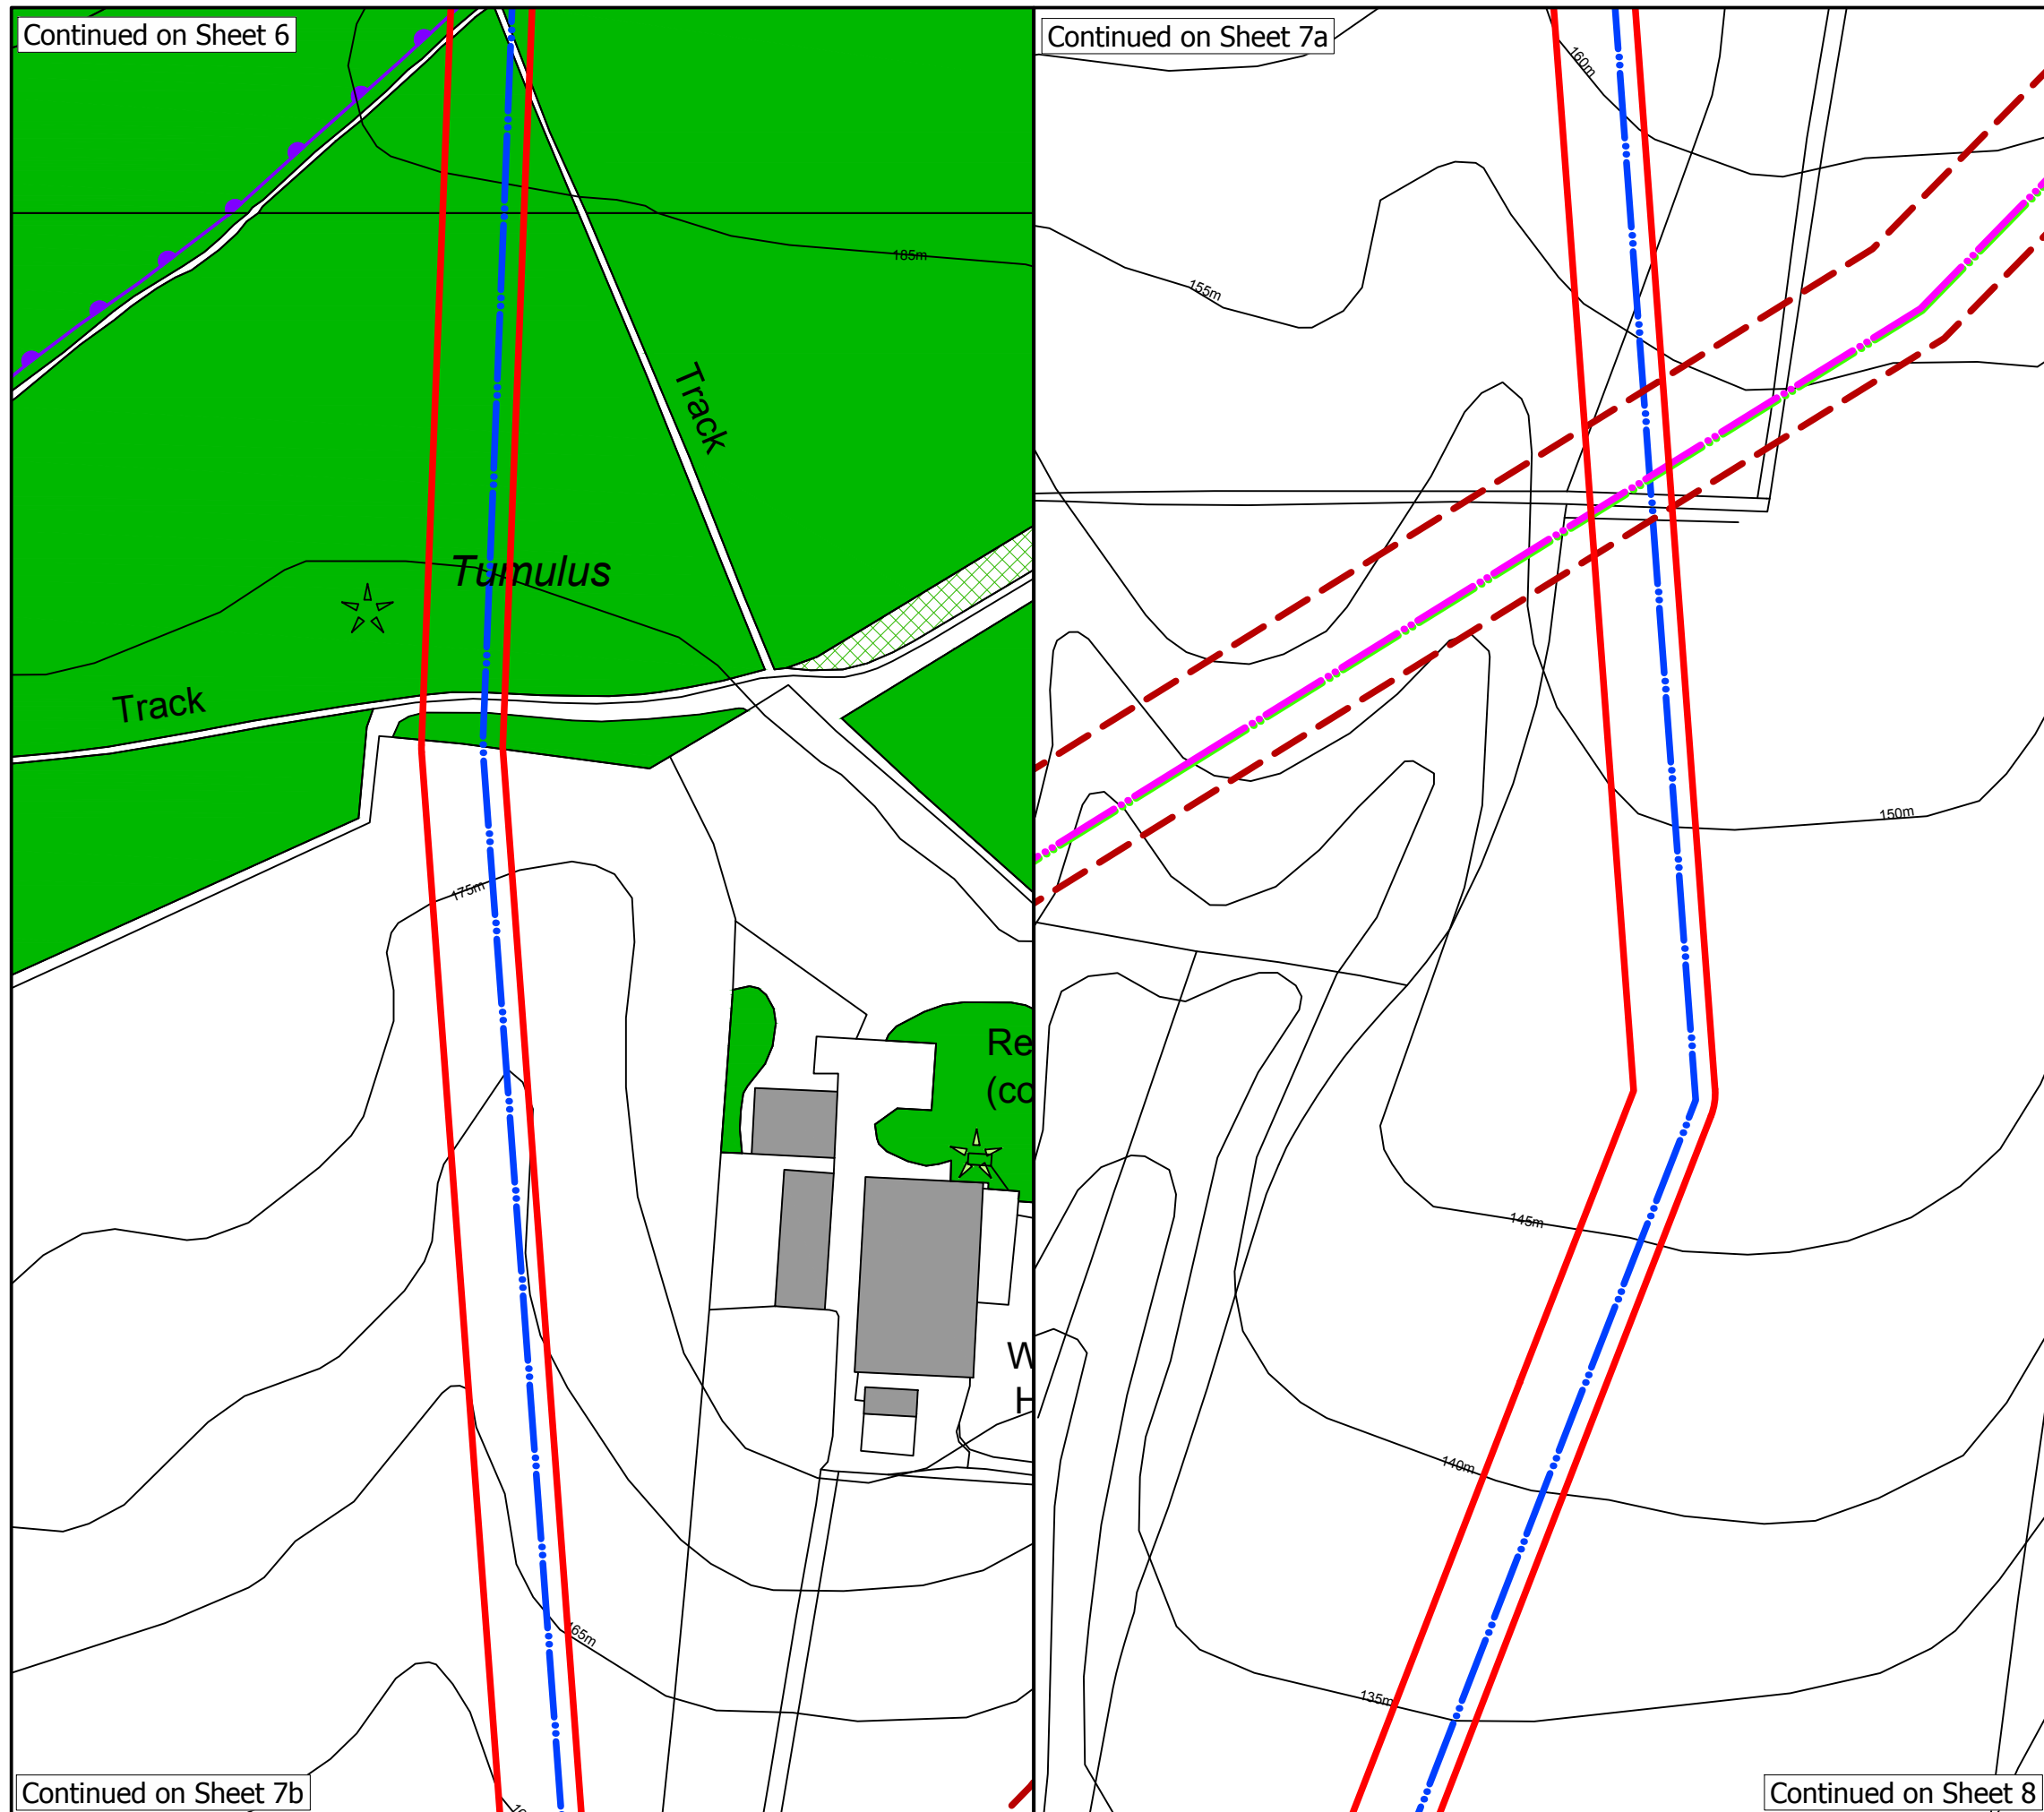 Continued on Sheet 6
185m
Track
Tumulus
Track
175m
Re
(co
W
H
165m
Continued on Sheet 7b
Continued on Sheet 7a
160m
155m
150m
145m
140m
135m
Continued on Sheet 8